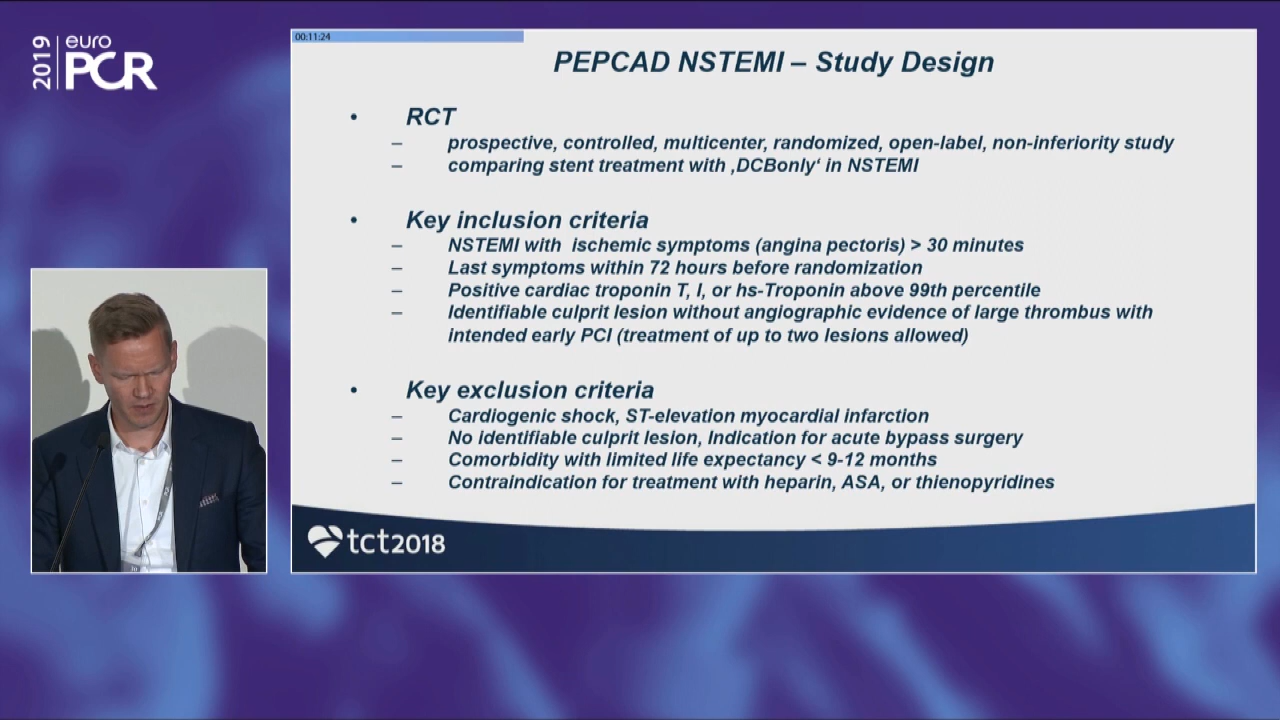 2019
euro
PCR
00:11:24
PEPCAD NSTEMI – Study Design
• RCT
– prospective, controlled, multicenter, randomized, open-label, non-inferiority study
– comparing stent treatment with ‚DCBonly‘ in NSTEMI
• Key inclusion criteria
– NSTEMI with ischemic symptoms (angina pectoris) > 30 minutes
– Last symptoms within 72 hours before randomization
– Positive cardiac troponin T, I, or hs-Troponin above 99th percentile
– Identifiable culprit lesion without angiographic evidence of large thrombus with
intended early PCI (treatment of up to two lesions allowed)
• Key exclusion criteria
– Cardiogenic shock, ST-elevation myocardial infarction
– No identifiable culprit lesion, Indication for acute bypass surgery
– Comorbidity with limited life expectancy < 9-12 months
– Contraindication for treatment with heparin, ASA, or thienopyridines
tct2018